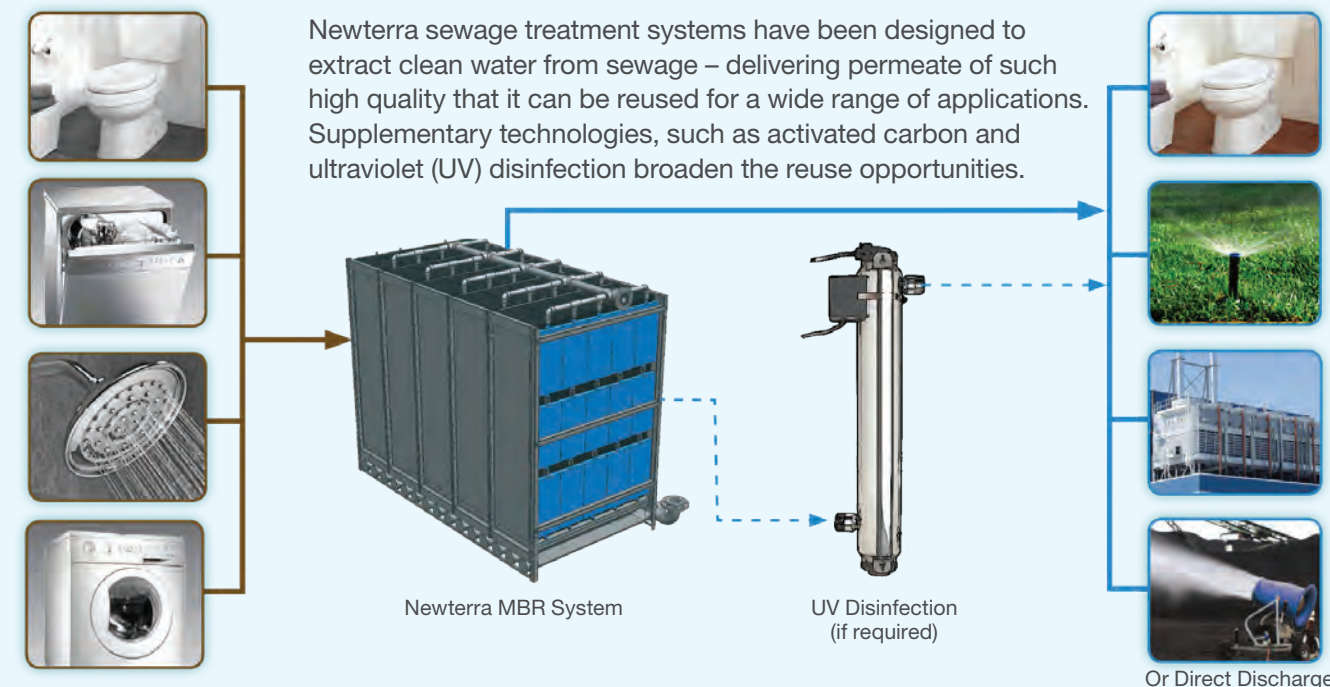 Newterra sewage treatment systems have been designed to
extract clean water from sewage – delivering permeate of such
high quality that it can be reused for a wide range of applications.
Supplementary technologies, such as activated carbon and
ultraviolet (UV) disinfection broaden the reuse opportunities.
Newterra MBR System
UV Disinfection
(if required)
Or Direct Discharge